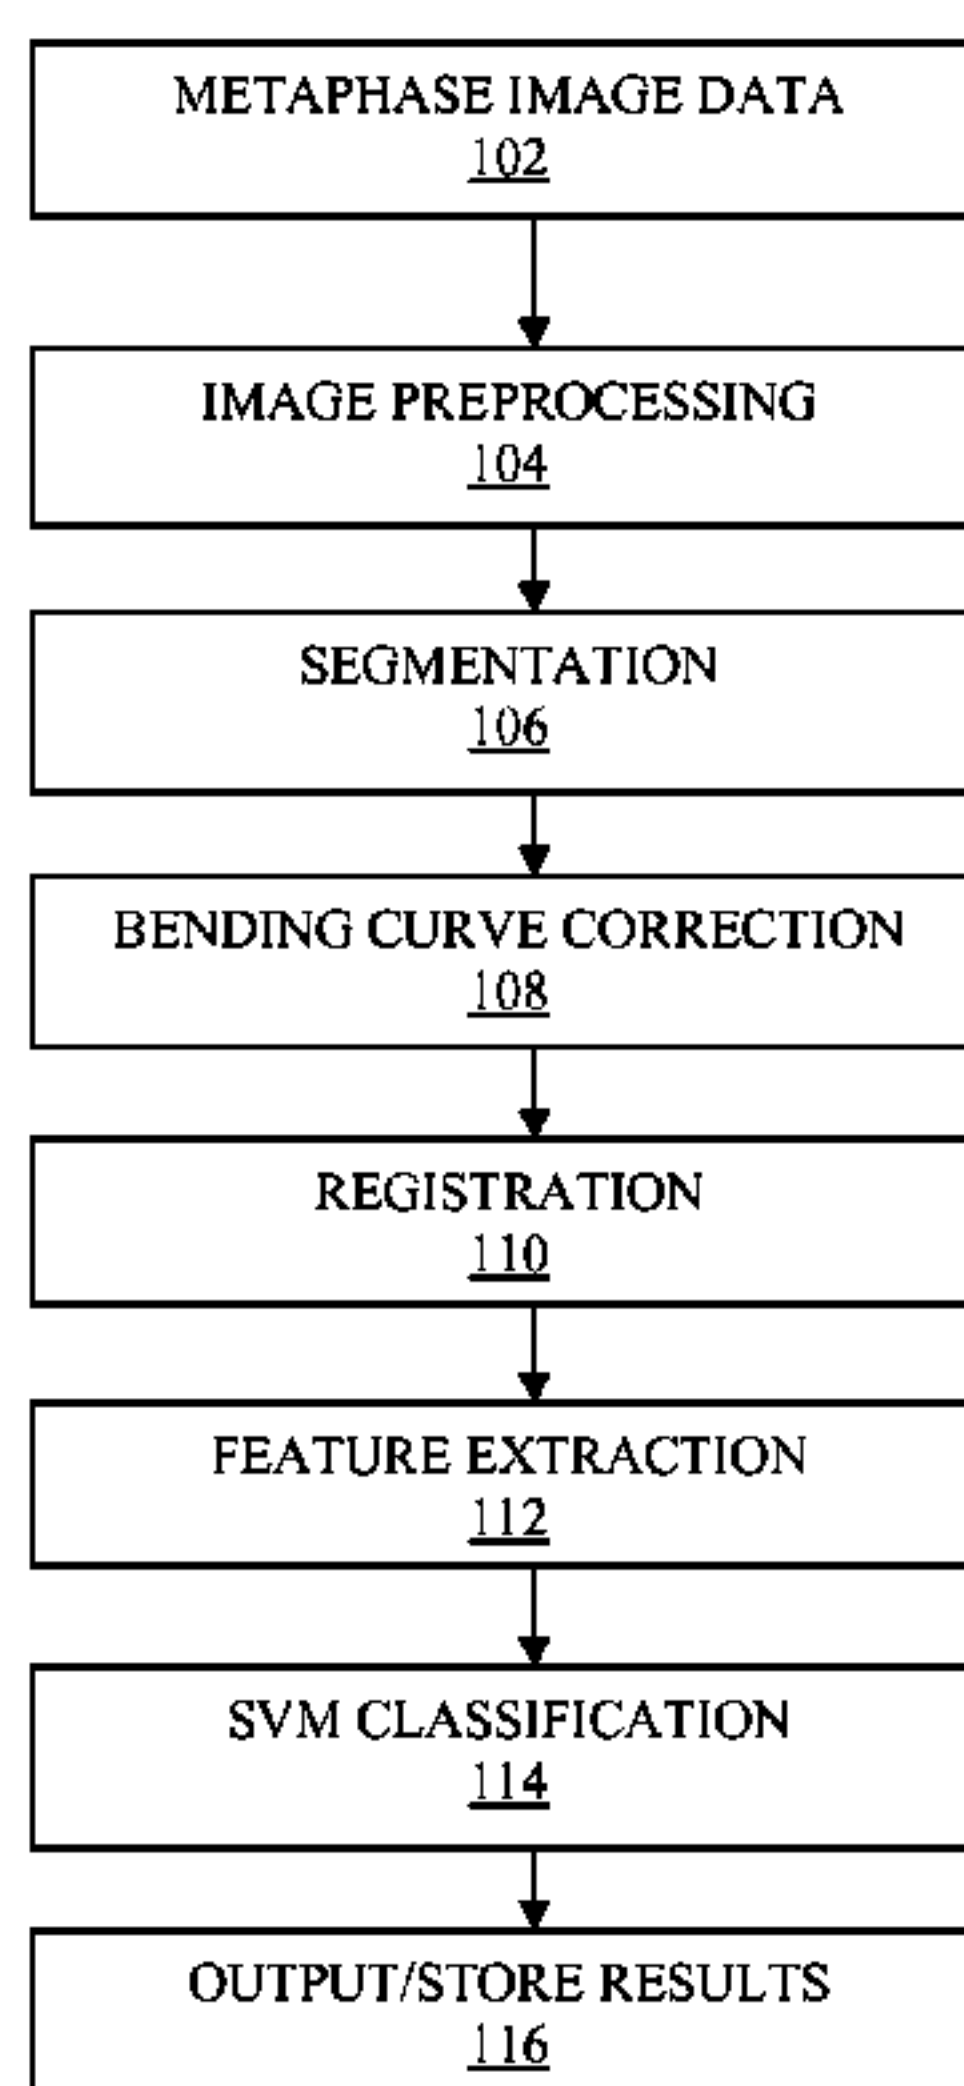 METAPHASE IMAGE DATA
102
IMAGE PREPROCESSING
104
SEGMENTATION
106
BENDING CURVE CORRECTION
108
REGISTRATION
110
FEATURE EXTRACTION
112
SVM CLASSIFICATION
114
OUTPUT/STORE RESULTS
116